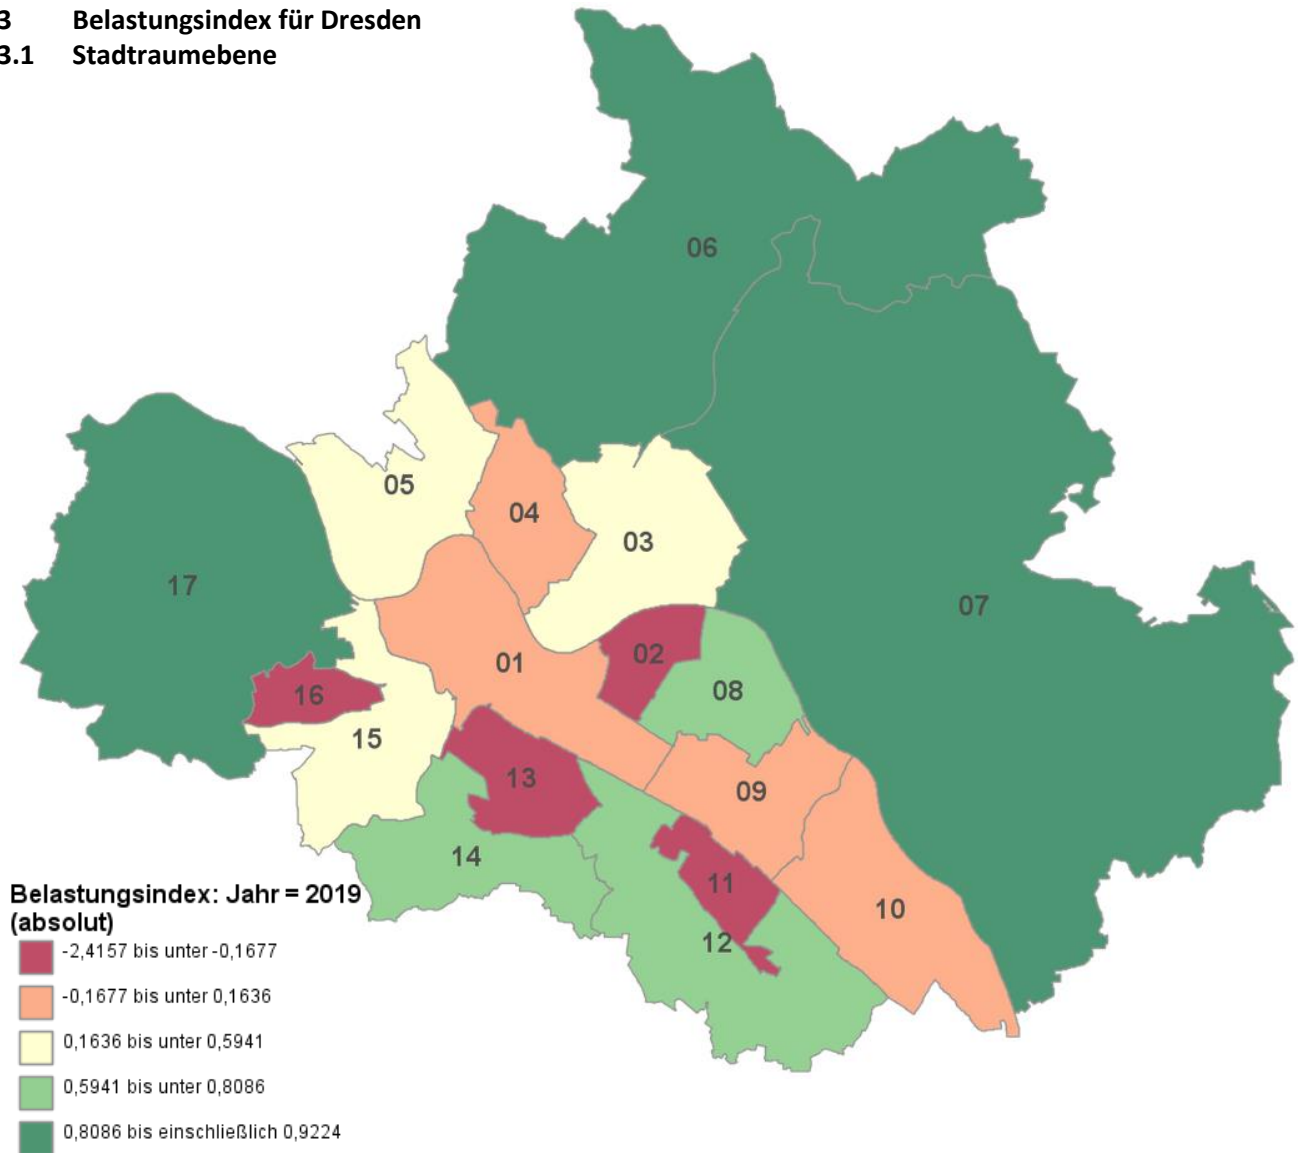 3 Belastungsindex für Dresden
3.1 Stadtraumebene
06
05
04
03
17
07
02
01
16
08
15
13
09
14
11
10
12
Belastungsindex: Jahr = 2019
(absolut)
-2,4157 bis unter -0,1677
-0,1677 bis unter 0,1636
0,1636 bis unter 0,5941
0,5941 bis unter 0,8086
0,8086 bis einschließlich 0,9224